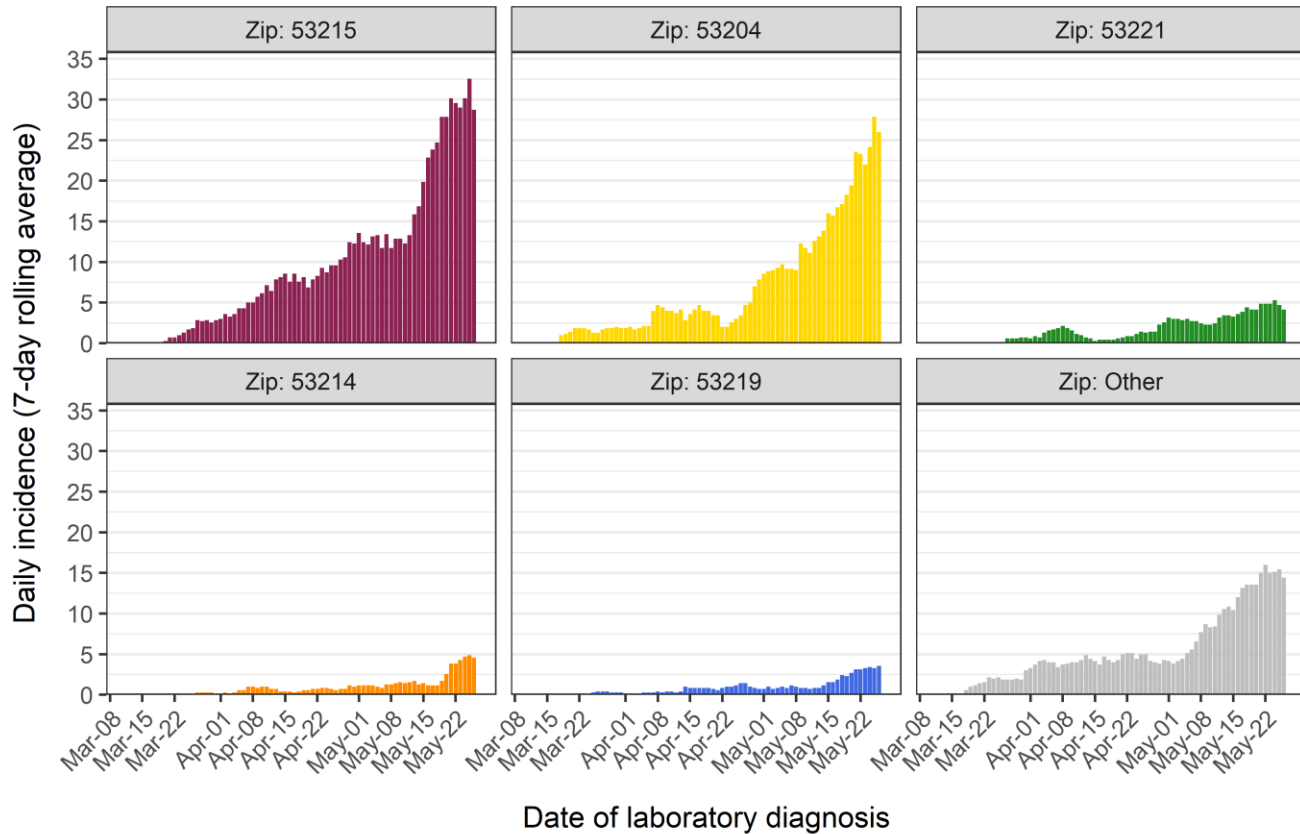 Zip: 53215
Zip: 53204
Zip: 53221
35
30
25
20
15
10
5
0
Zip: 53214
Zip: 53219
Zip: Other
35
30
25
20
15
10
5
0
Mar-08
Mar-15
Mar-22
Apr-01
Apr-08
Apr-15
Apr-22
May-01
May-08
May-15
May-22
Mar-08
Mar-15
Mar-22
Apr-01
Apr-08
Apr-15
Apr-22
May-01
May-08
May-15
May-22
Mar-08
Mar-15
Mar-22
Apr-01
Apr-08
Apr-15
Apr-22
May-01
May-08
May-15
May-22
Daily incidence (7-day rolling average)
Date of laboratory diagnosis